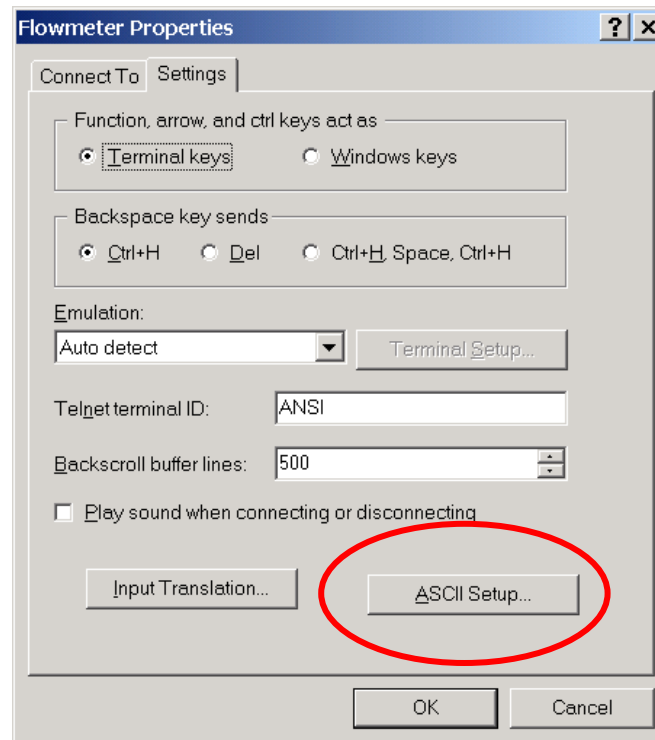 Flowmeter Properties
Connect To Settings
Function, arrow, and ctrl keys act as
Terminal keys Windows keys
Backspace key sends
Ctrl+H Del Ctrl+H, Space, Ctrl+H
Emulation:
Auto detect Terminal Setup...
Telnet terminal ID: ANSI
Backscroll buffer lines: 500
Play sound when connecting or disconnecting
Input Translation... ASCII Setup...
OK Cancel